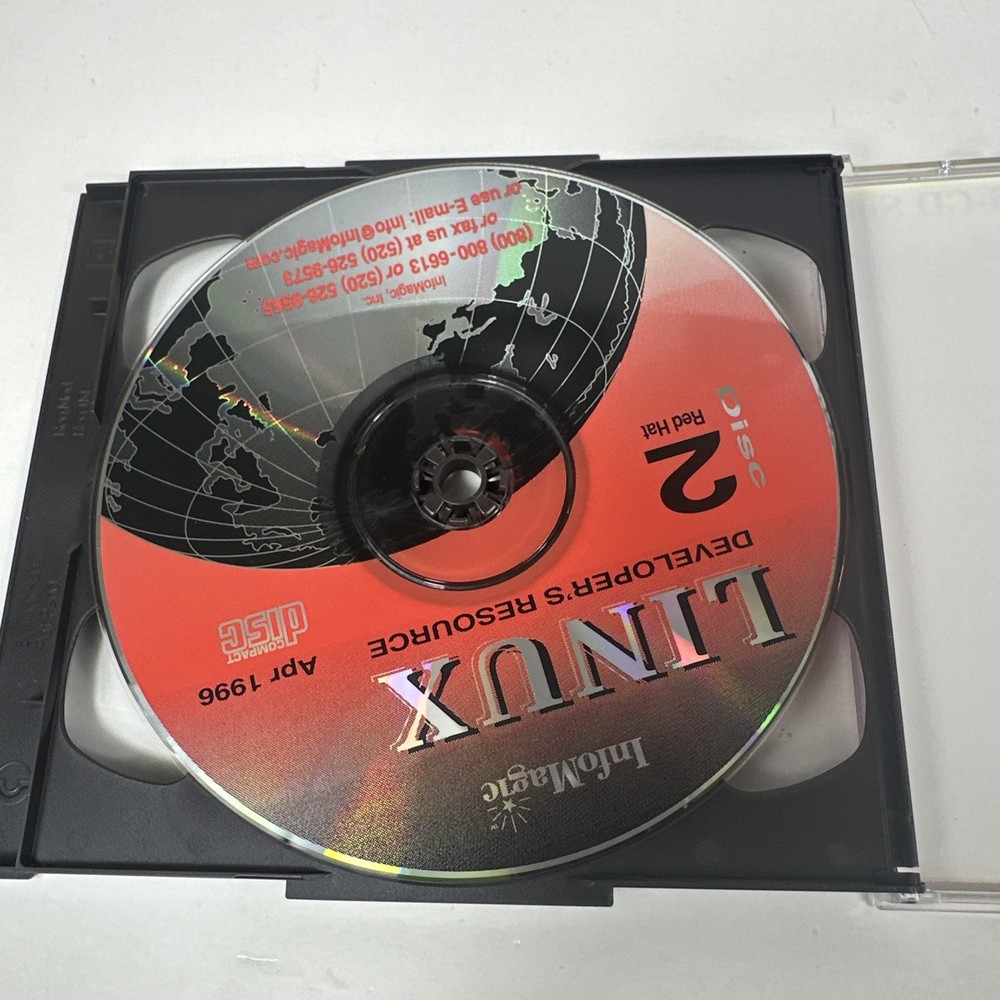 InfoMagic
LINUX
DEVELOPER'S RESOURCE
Apr 1996
COMPACT
disc
Disc
2
Red Hat
InfoMagic, Inc.
(800) 800-6613 or (520) 526-9565
or fax us at (520) 526-9573
or use E-mail: Info@InfoMagic.com